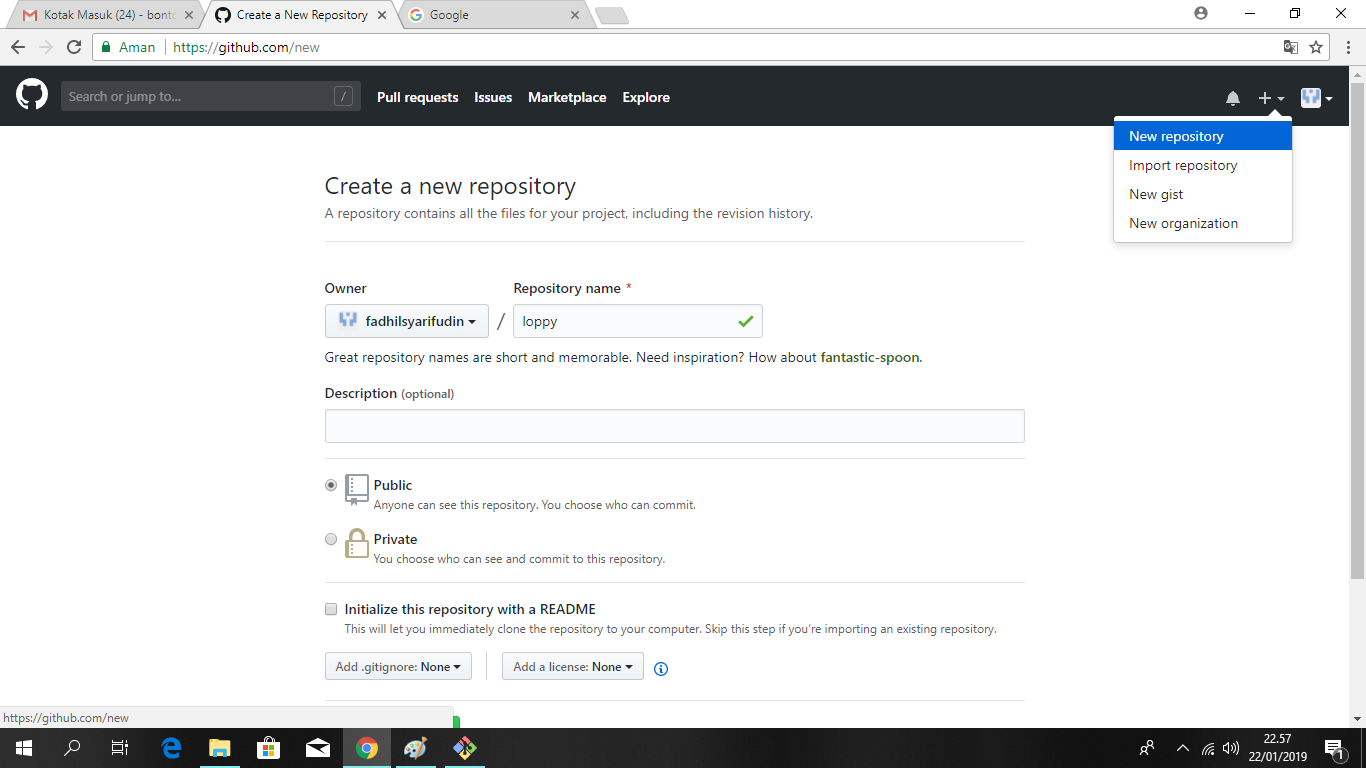 Kotak Masuk (24) - bonto
Create a New Repository
Google
Aman
https://github.com/new
Search or jump to...
/
Pull requests
Issues
Marketplace
Explore
New repository
Import repository
New gist
New organization
Create a new repository
A repository contains all the files for your project, including the revision history.
Owner
Repository name *
fadhilsyarifudin
/
loppy
Great repository names are short and memorable. Need inspiration? How about fantastic-spoon.
Description (optional)
Public
Anyone can see this repository. You choose who can commit.
Private
You choose who can see and commit to this repository.
Initialize this repository with a README
This will let you immediately clone the repository to your computer. Skip this step if you're importing an existing repository.
Add .gitignore: None
Add a license: None
https://github.com/new
22.57
22/01/2019
1